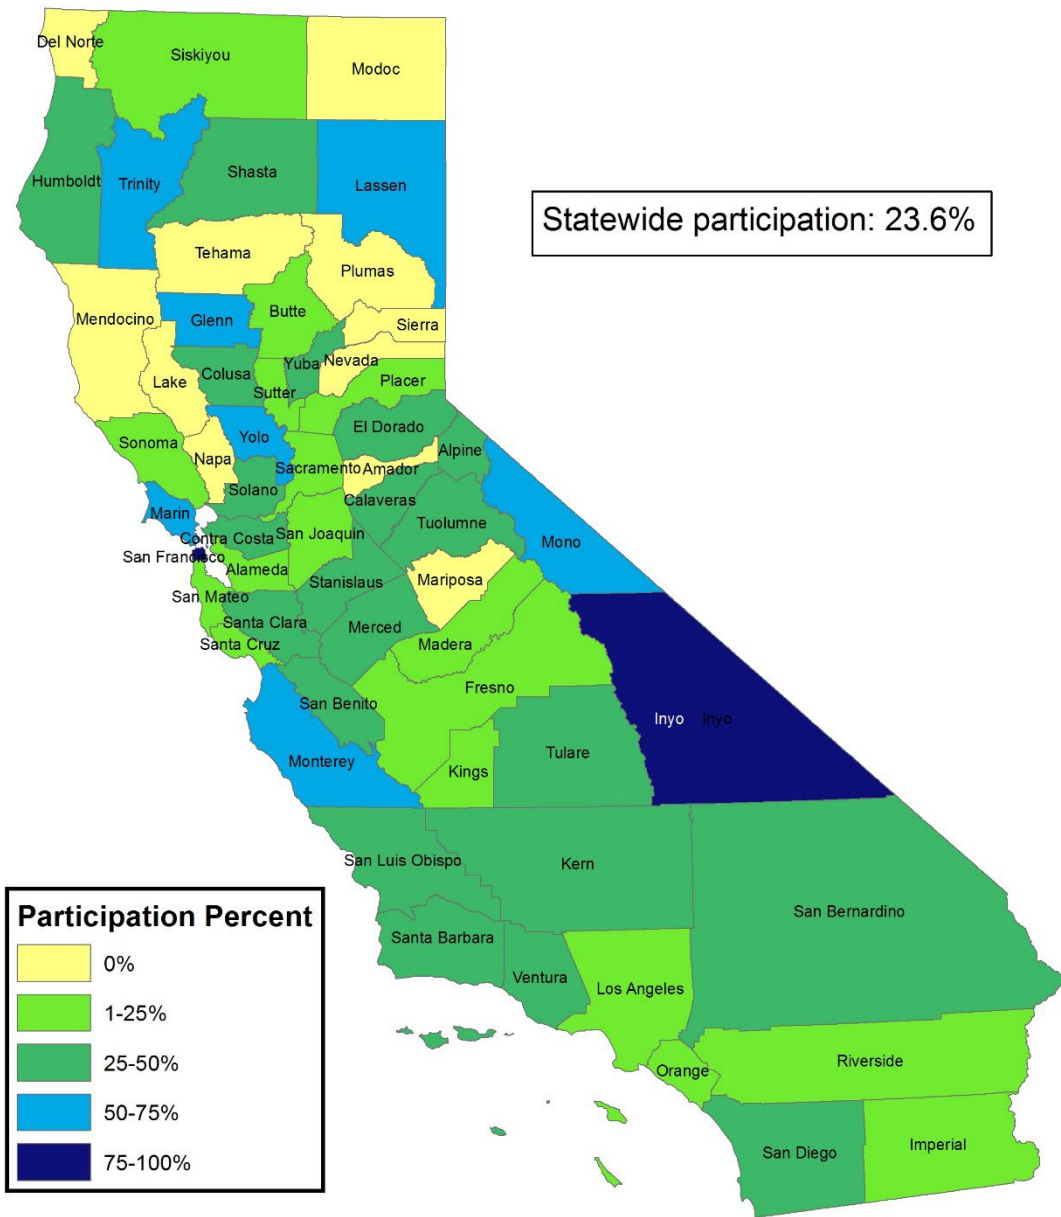 Del Norte
Siskiyou
Modoc
Humboldt
Trinity
Shasta
Lassen
Statewide participation: 23.6%
Tehama
Plumas
Mendocino
Glenn
Butte
Sierra
Lake
Colusa
Yuba
Nevada
Sutter
Placer
Sonoma
Yolo
El Dorado
Napa
Sacramento
Amador
Alpine
Solano
Calaveras
Marin
Contra Costa
San Joaquin
Tuolumne
Mono
San Francisco
Alameda
Stanislaus
Mariposa
San Mateo
Santa Clara
Merced
Santa Cruz
Madera
Fresno
San Benito
Inyo Inyo
Monterey
Kings
Tulare
San Luis Obispo
Kern
San Bernardino
Santa Barbara
Ventura
Los Angeles
Orange
Riverside
San Diego
Imperial
Participation Percent
0%
1-25%
25-50%
50-75%
75-100%